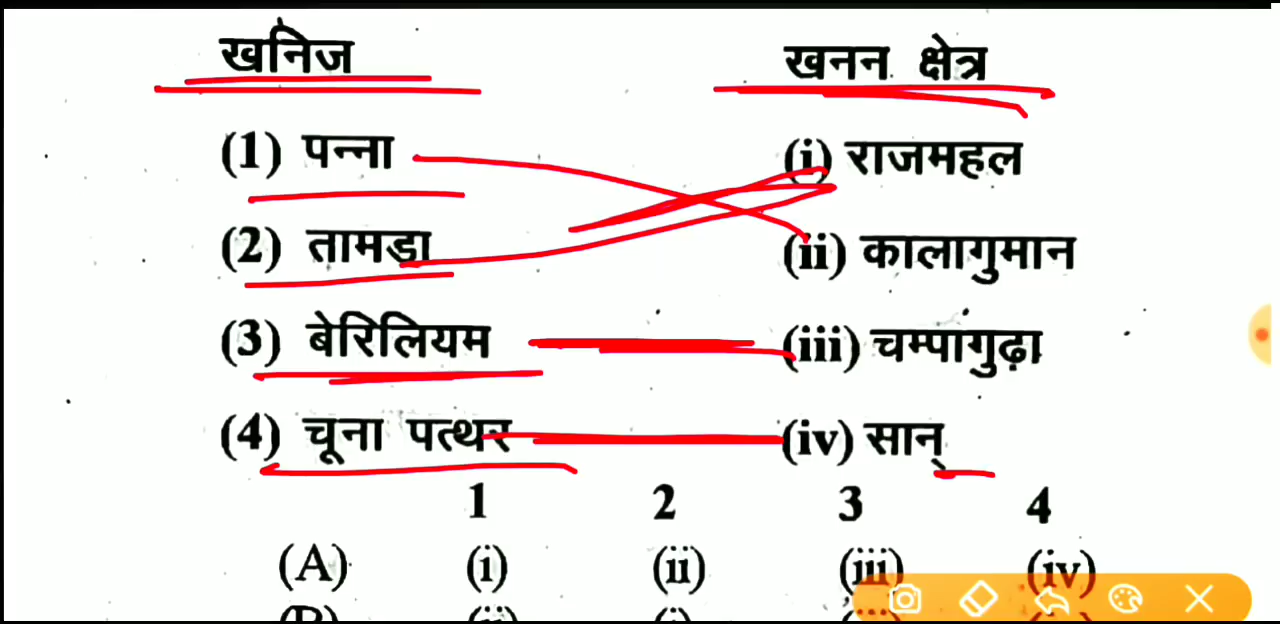 खनिज खनन क्षेत्र
(1) पन्ना (i) राजमहल
(2) तामडा (ii) कालागुमान
(3) बेरिलियम (iii) चम्पागुढ़ा
(4) चूना पत्थर (iv) सानू
1 2 3 4
(A) (i) (ii) (iii) (iv)